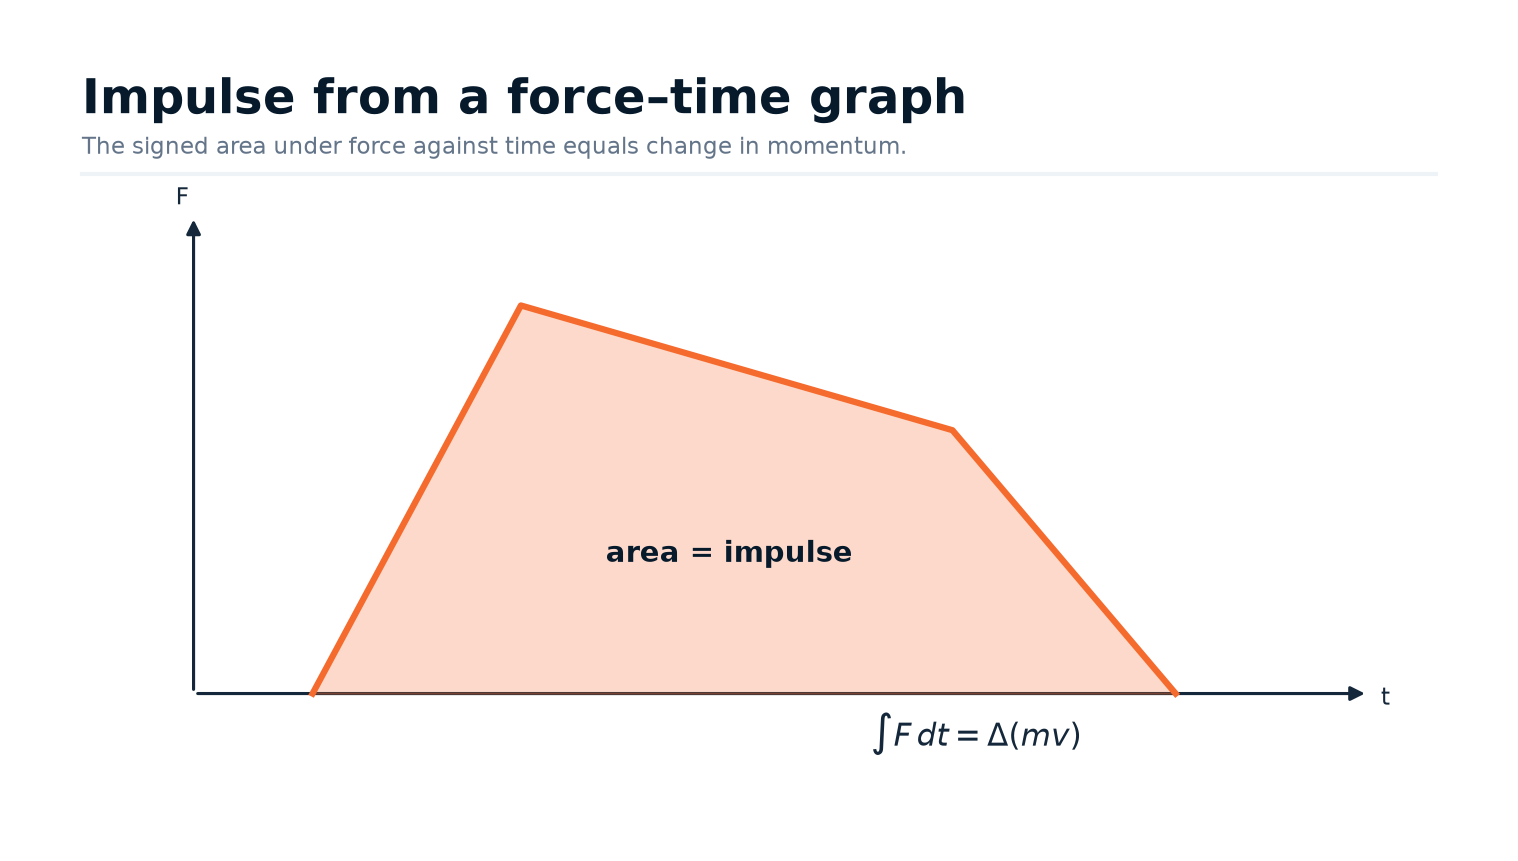 Impulse from a force–time graph
The signed area under force against time equals change in momentum.
F
area = impulse
t
∫F dt = Δ(mv)